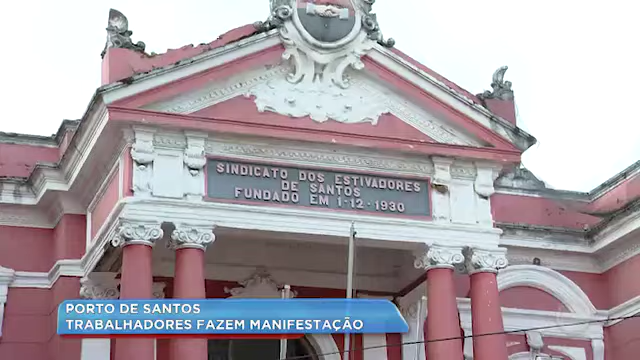 SINDICATO DOS ESTIVADORES
DE SANTOS
FUNDADO EM 1-12-1930
PORTO DE SANTOS
TRABALHADORES FAZEM MANIFESTAÇÃO